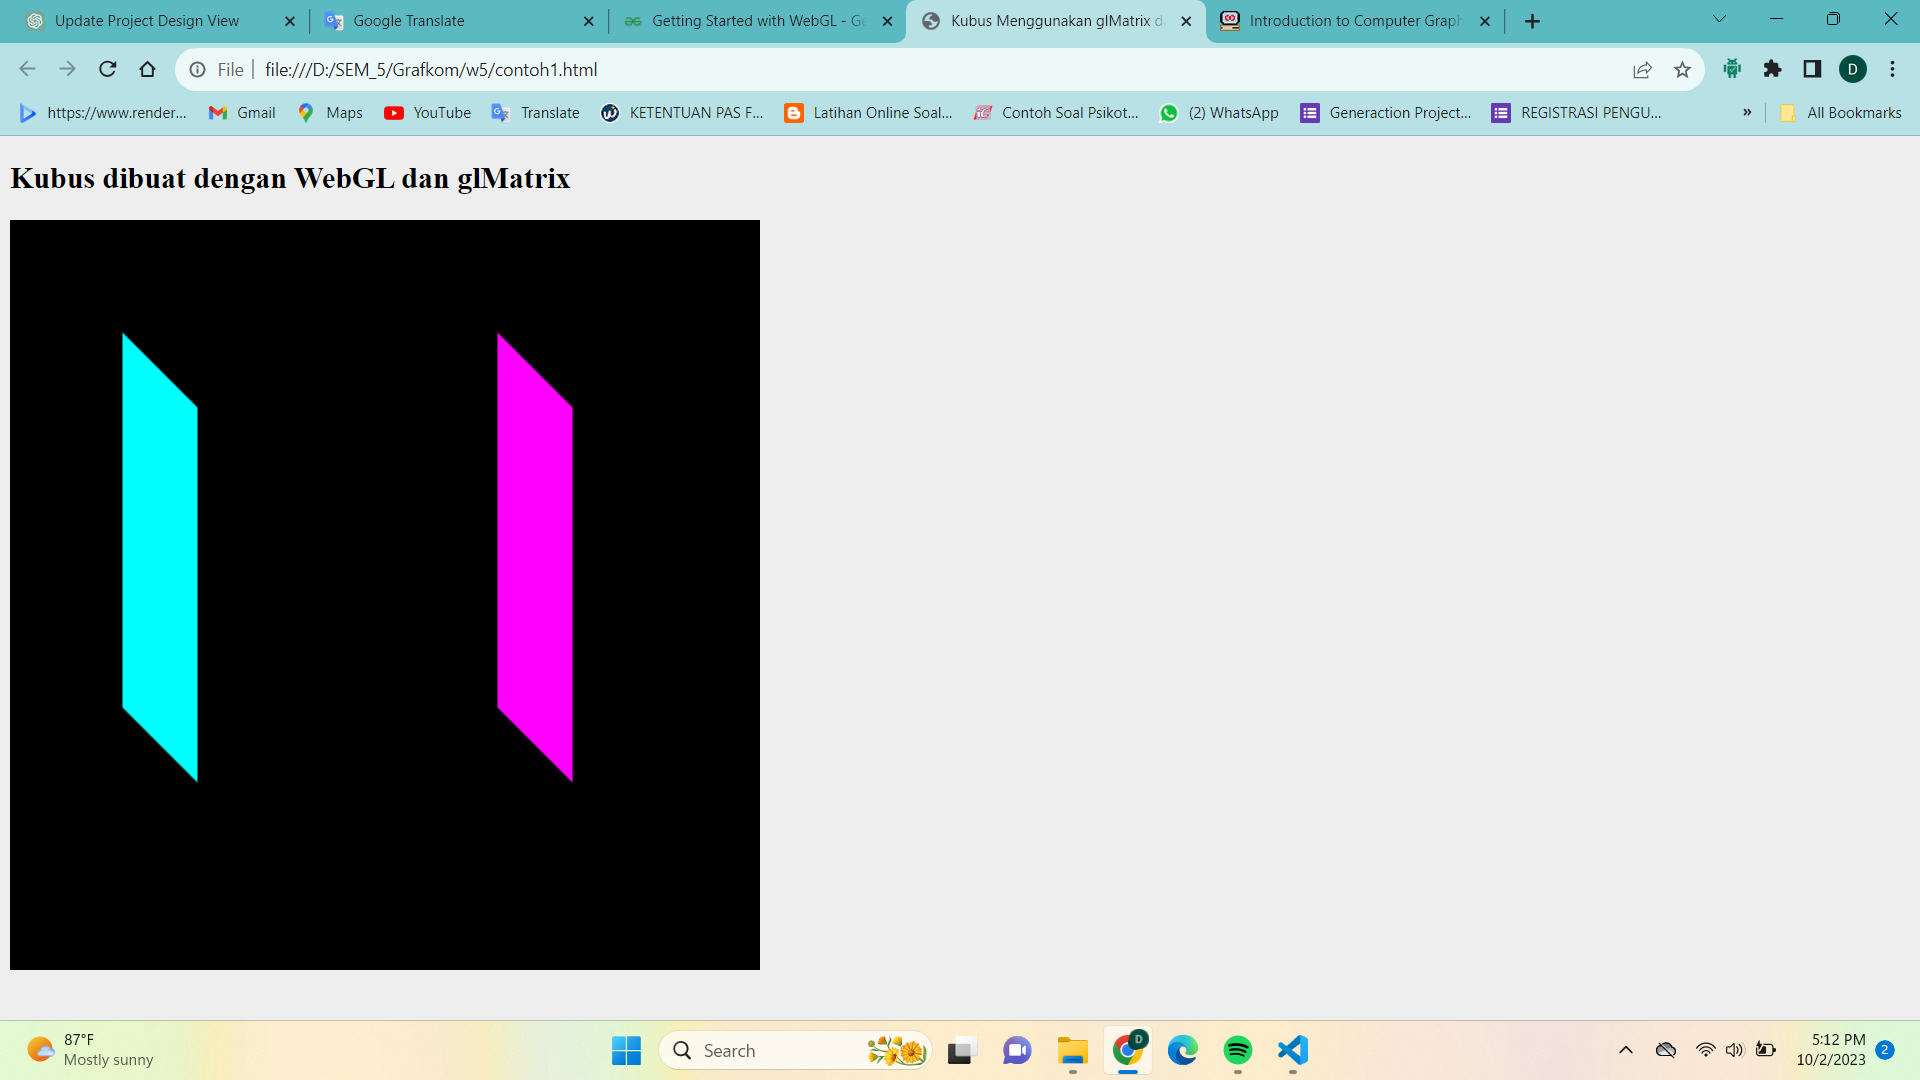 Update Project Design View
Google Translate
Getting Started with WebGL - Ge
Kubus Menggunakan glMatrix d
Introduction to Computer Graph
File
file:///D:/SEM_5/Grafkom/w5/contoh1.html
D
https://www.render...
Gmail
Maps
YouTube
Translate
KETENTUAN PAS F...
Latihan Online Soal...
Contoh Soal Psikot...
(2) WhatsApp
Generaction Project...
REGISTRASI PENGU...
»
All Bookmarks
Kubus dibuat dengan WebGL dan glMatrix
87°F
Mostly sunny
Search
D
5:12 PM
10/2/2023
2